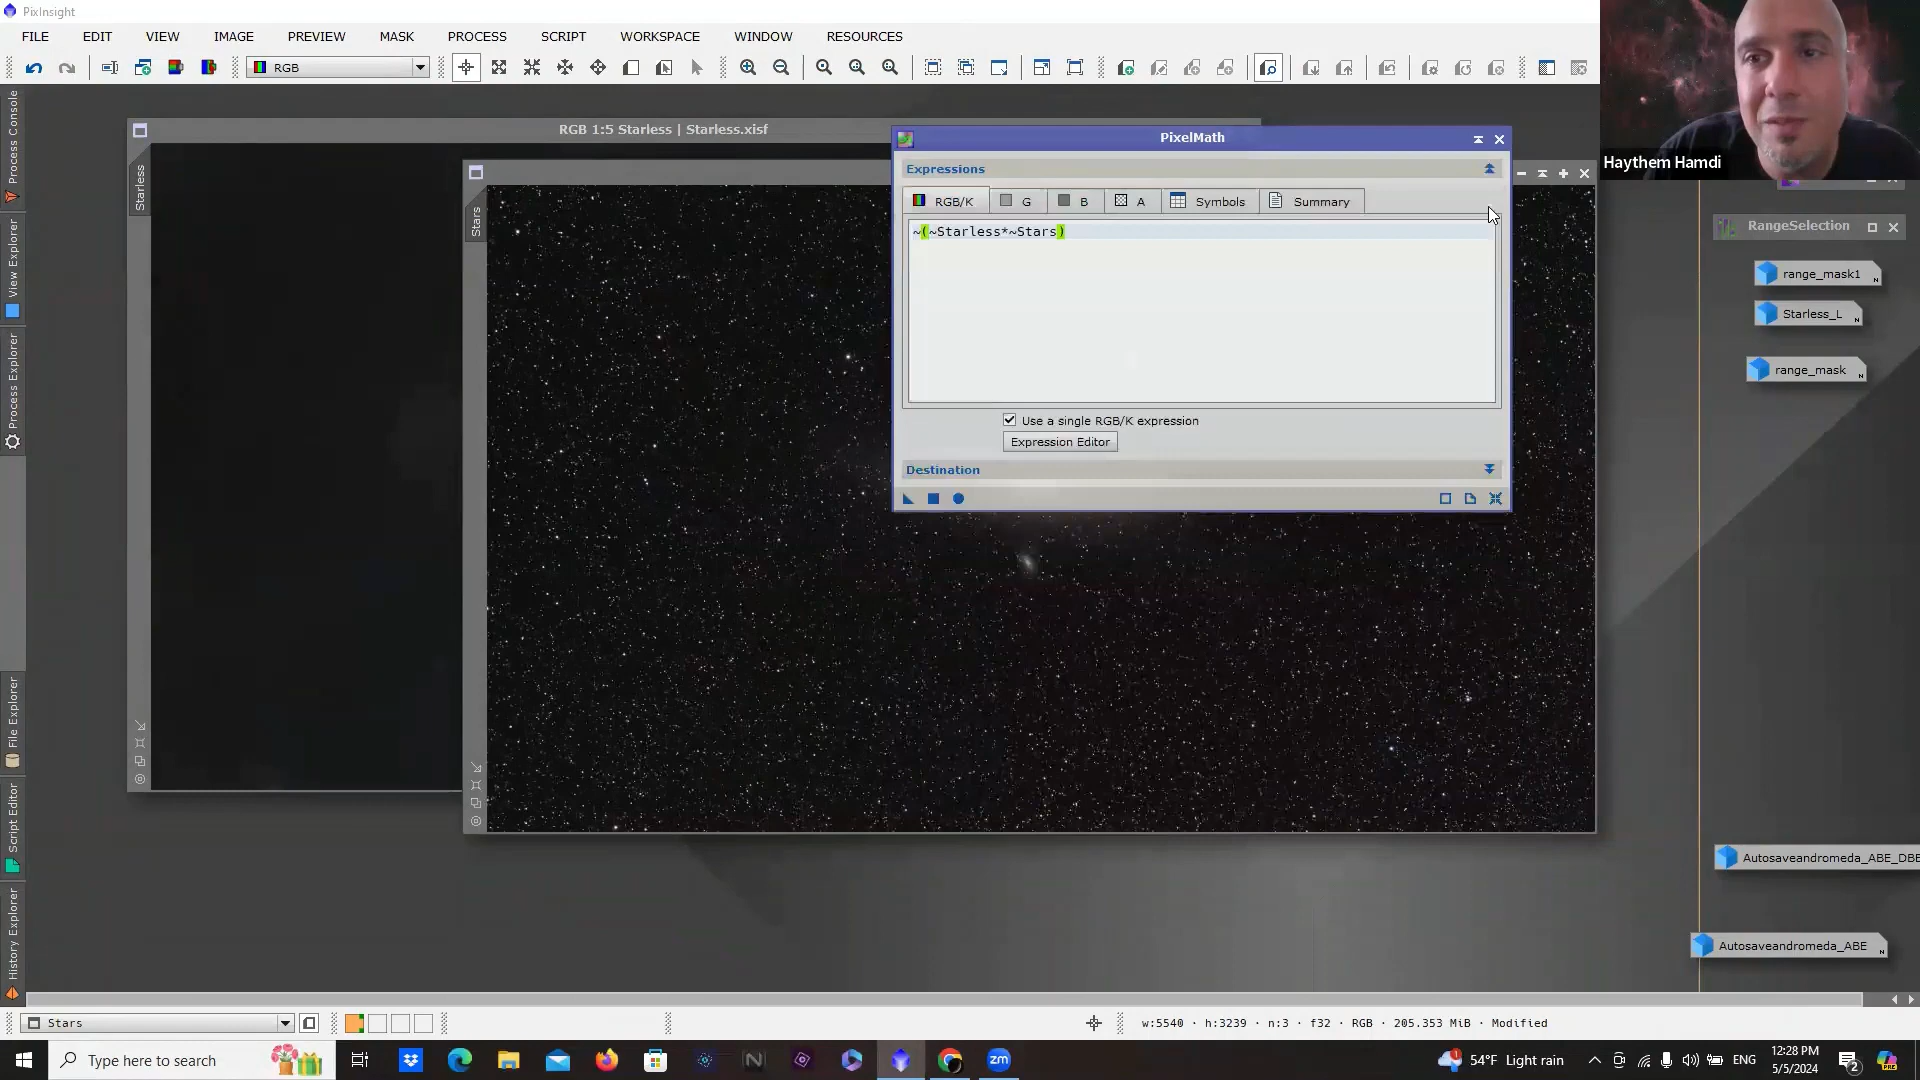 PixInsight
FILE EDIT VIEW IMAGE PREVIEW MASK PROCESS SCRIPT WORKSPACE WINDOW RESOURCES
RGB
Haythem Hamdi
Process Console
View Explorer
Process Explorer
File Explorer
Script Editor
History Explorer
RGB 1:5 Starless | Starless.xisf
Starless
Stars
PixelMath
Expressions
RGB/K G B A Symbols Summary
~(~Starless*~Stars)
Use a single RGB/K expression
Expression Editor
Destination
RangeSelection
range_mask1
N
Starless_L
N
range_mask
N
Autosaveandromeda_ABE_DBE
Autosaveandromeda_ABE
N
Stars
w:5540 · h:3239 · n:3 · f32 · RGB · 205.353 MiB · Modified
Type here to search
zm
54°F Light rain
ENG
12:28 PM
5/5/2024
2
PRE